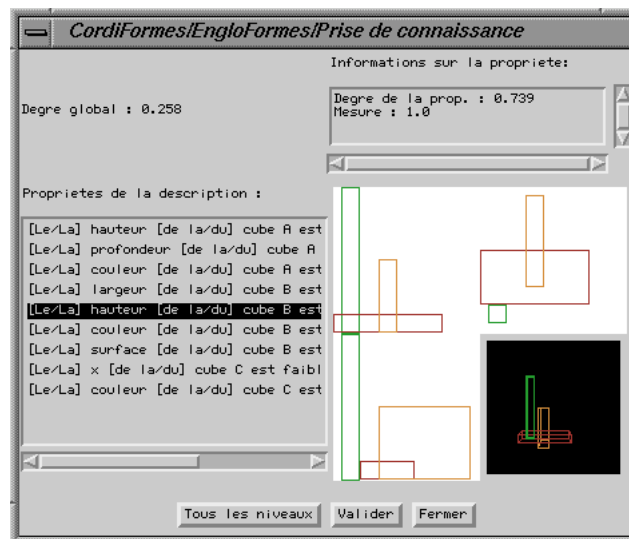 CordiFormes/EngloFormes/Prise de connaissance
Informations sur la propriete:
Degre global : 0.258
Degre de la prop. : 0.739
Mesure : 1.0
Proprietes de la description :
[Le/La] hauteur [de la/du] cube A est
[Le/La] profondeur [de la/du] cube A
[Le/La] couleur [de la/du] cube A est
[Le/La] largeur [de la/du] cube B est
[Le/La] hauteur [de la/du] cube B est
[Le/La] couleur [de la/du] cube B est
[Le/La] surface [de la/du] cube B est
[Le/La] x [de la/du] cube C est faibl
[Le/La] couleur [de la/du] cube C est
Tous les niveaux Valider Fermer